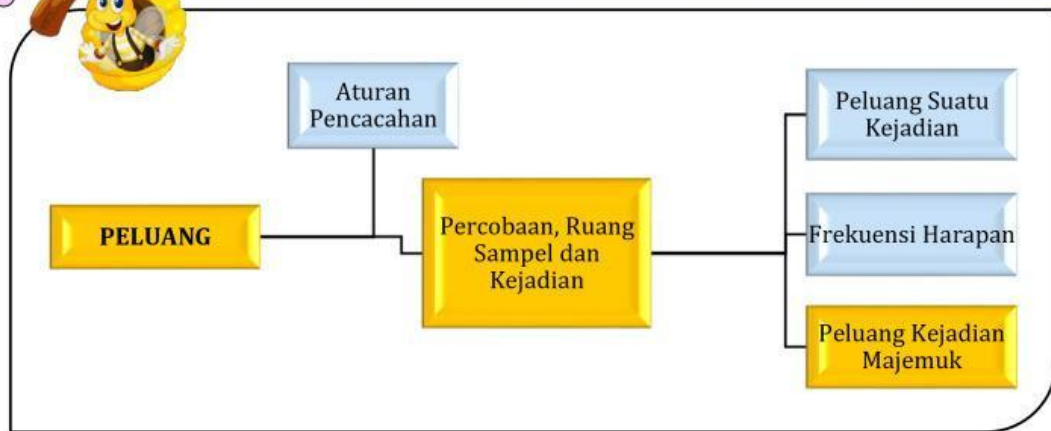 Aturan
Pencacahan
PELUANG
Percobaan, Ruang
Sampel dan
Kejadian
Peluang Suatu
Kejadian
Frekuensi Harapan
Peluang Kejadian
Majemuk